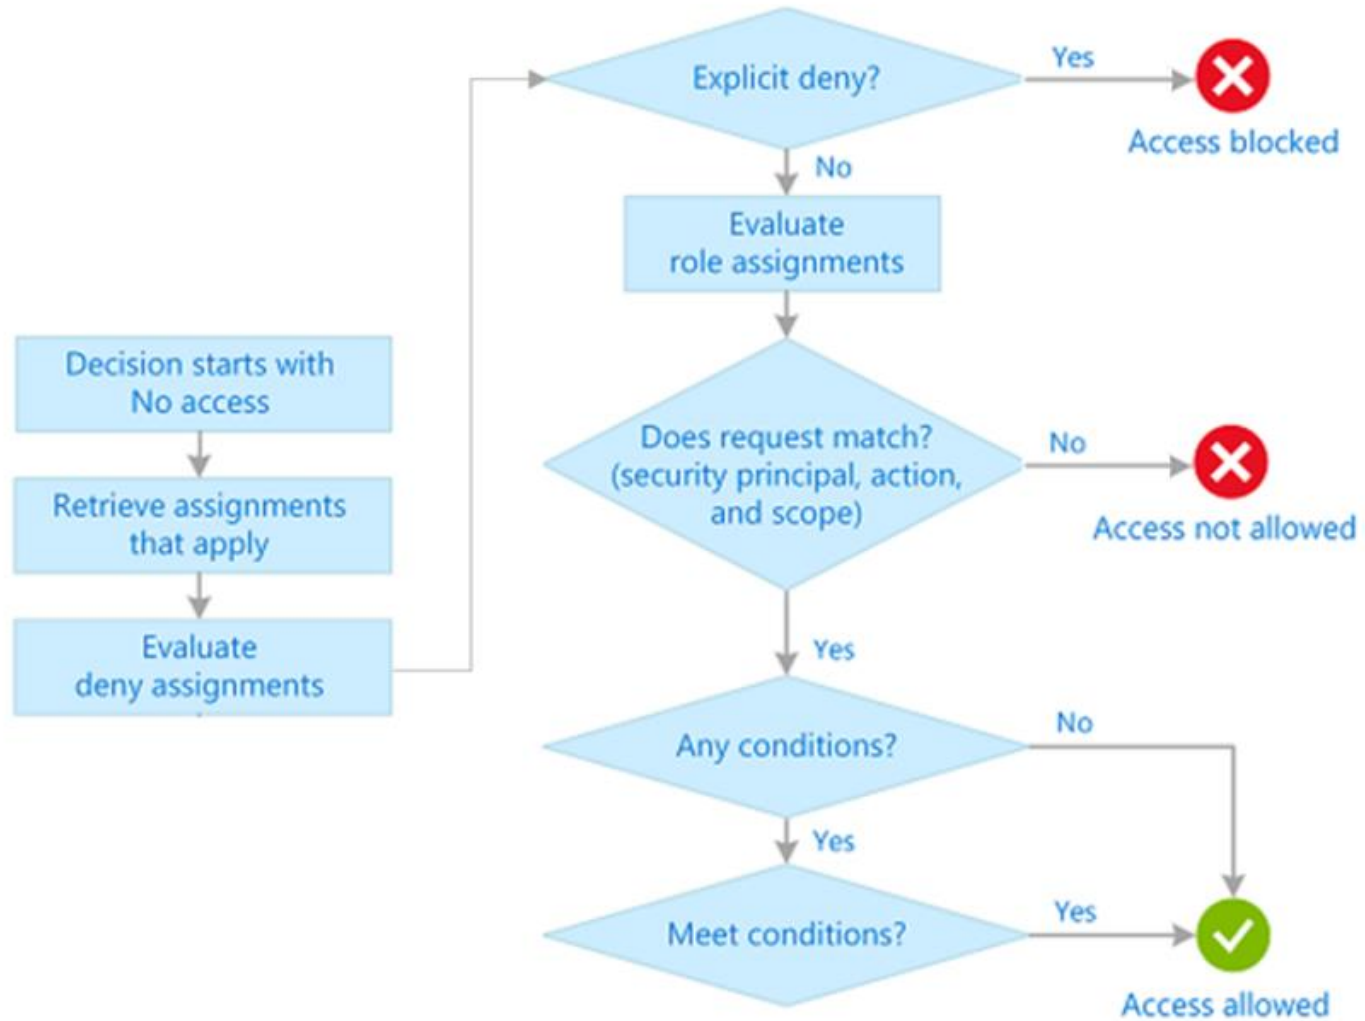 Decision starts with
No access
Retrieve assignments
that apply
Evaluate
deny assignments
Explicit deny?
Yes
Access blocked
No
Evaluate
role assignments
Does request match?
(security principal, action,
and scope)
No
Access not allowed
Yes
Any conditions?
No
Yes
Meet conditions?
Yes
Access allowed